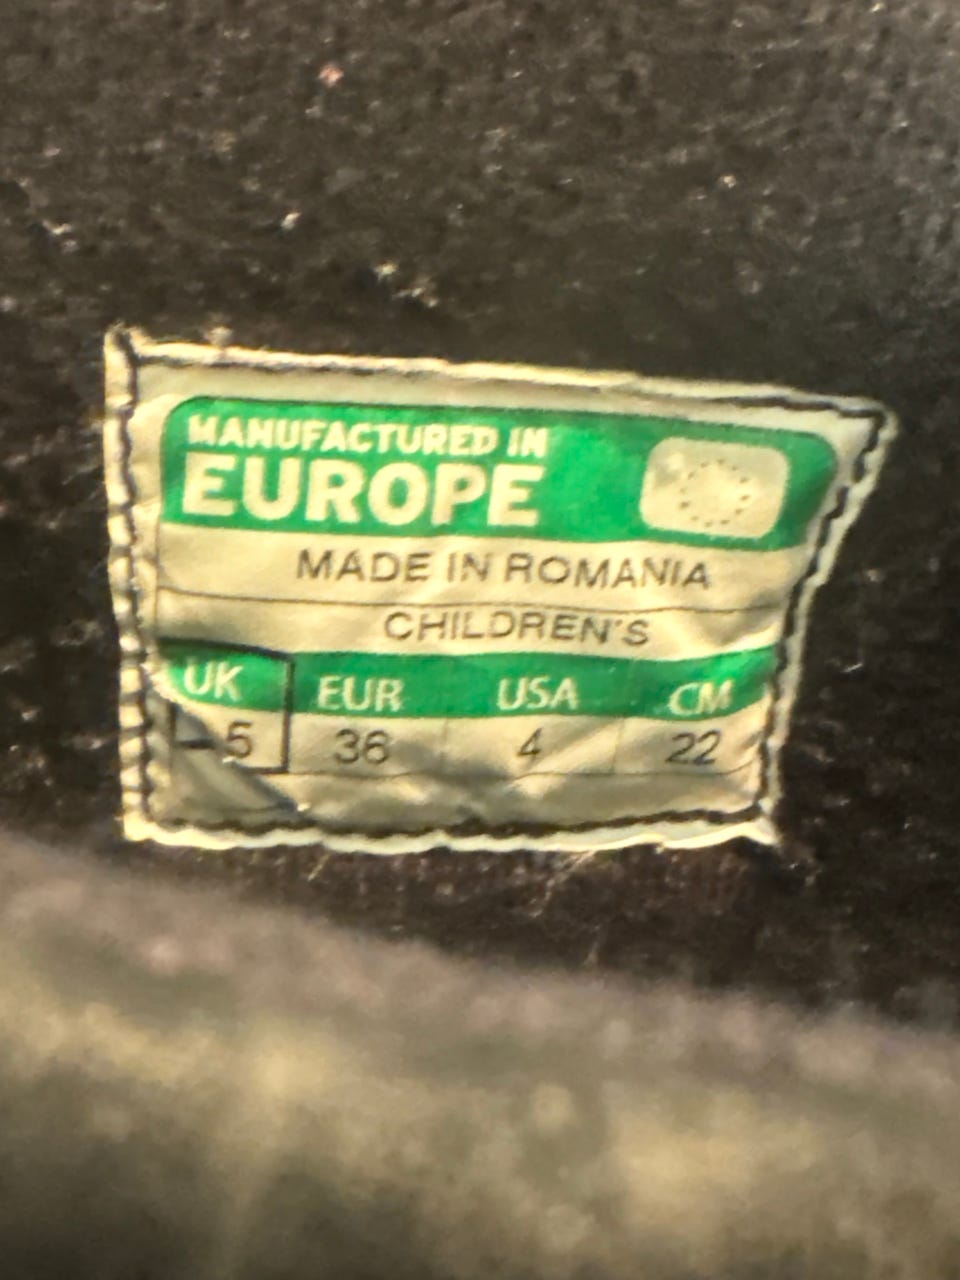 MANUFACTURED IN
EUROPE
MADE IN ROMANIA
CHILDREN'S
UK EUR USA CM
5 36 4 22